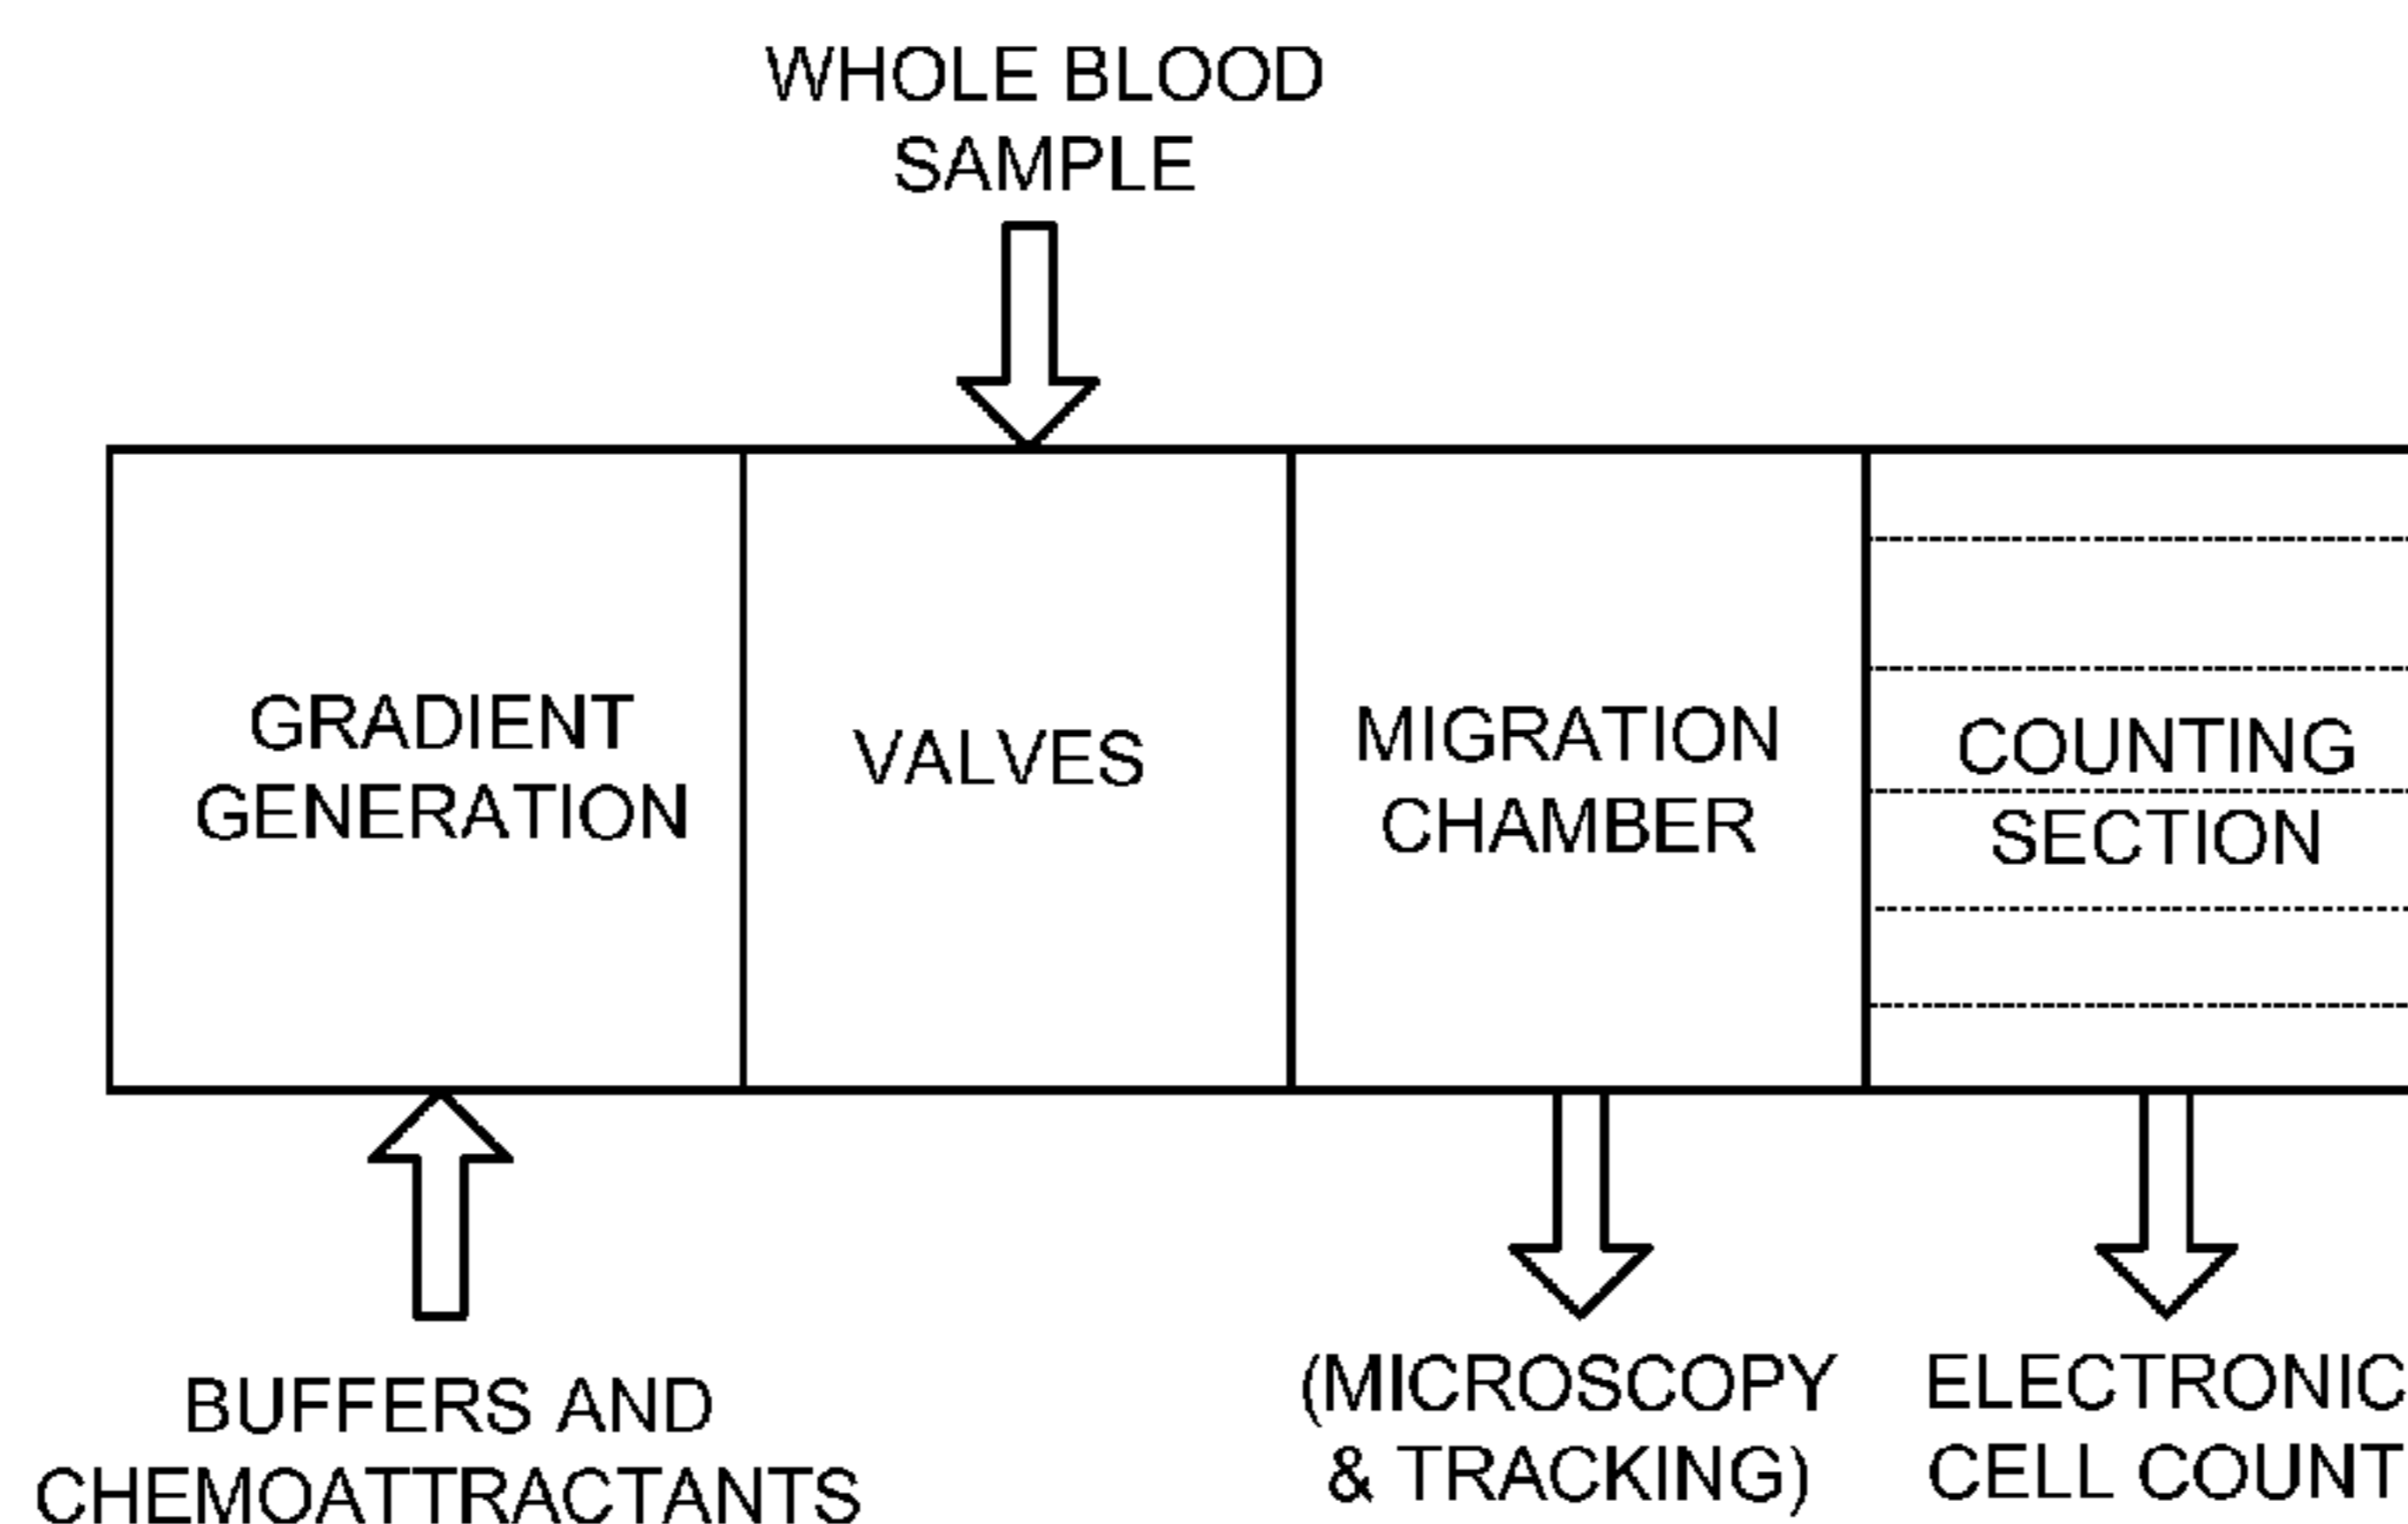 WHOLE BLOOD
SAMPLE
GRADIENT
GENERATION
VALVES
MIGRATION
CHAMBER
COUNTING
SECTION
BUFFERS AND
CHEMOATTRACTANTS
(MICROSCOPY
& TRACKING)
ELECTRONIC
CELL COUNT